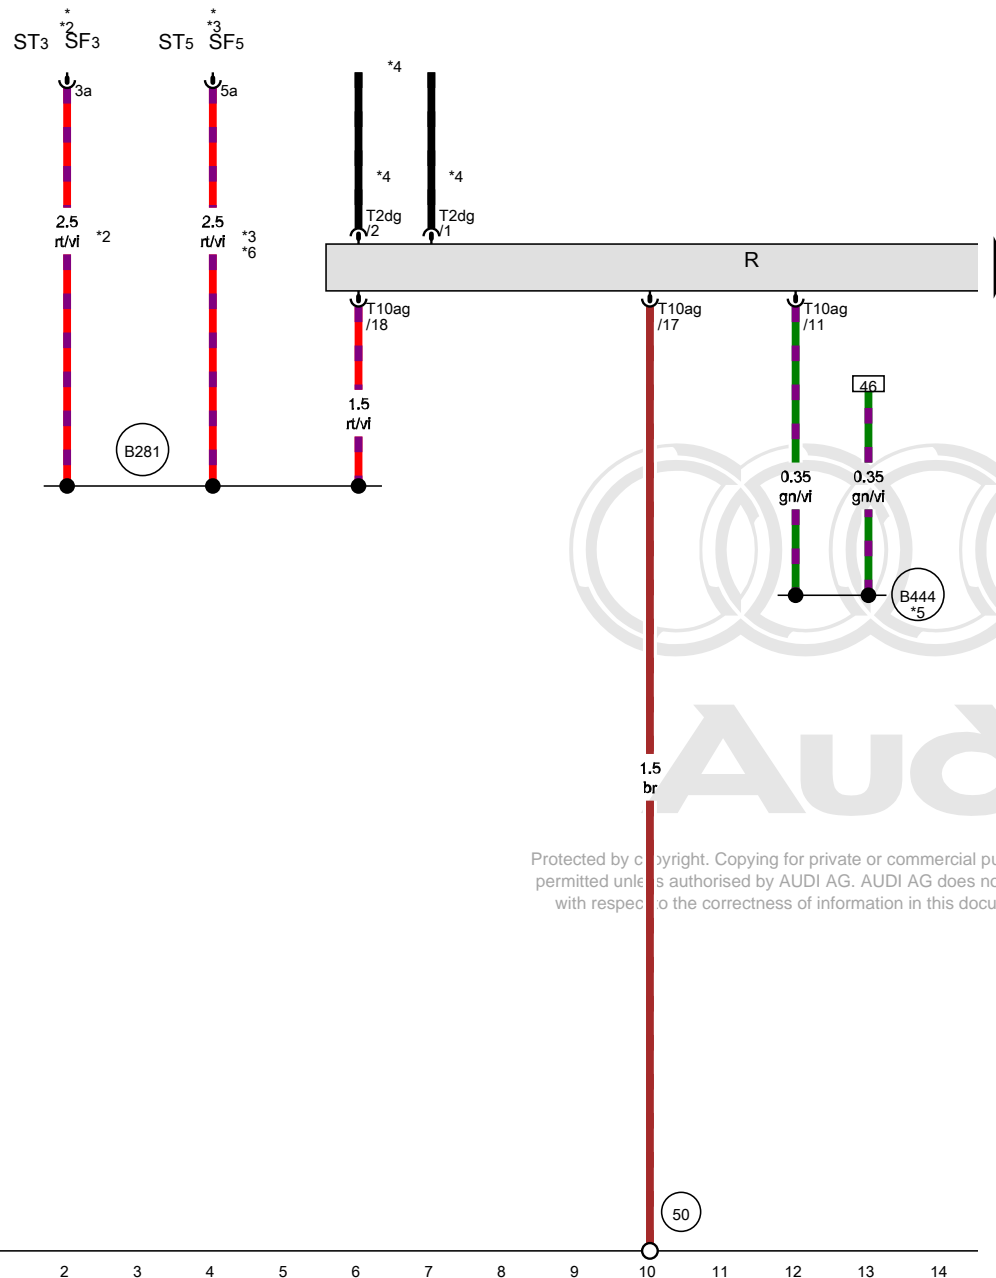 *
*2
ST3 SF3
*
*3
ST5 SF5
*4
3a
5a
*4
*4
T2dg
/2
T2dg
/1
2.5
rt/vi
*2
2.5
rt/vi
*3
*6
R
T10ag
/18
T10ag
/17
T10ag
/11
46
1.5
rt/vi
B281
0.35
gn/vi
0.35
gn/vi
B444
*5
Audi
1.5
br
Protected by copyright. Copying for private or commercial pu
permitted unless authorised by AUDI AG. AUDI AG does no
with respect to the correctness of information in this docu
50
2 3 4 5 6 7 8 9 10 11 12 13 14